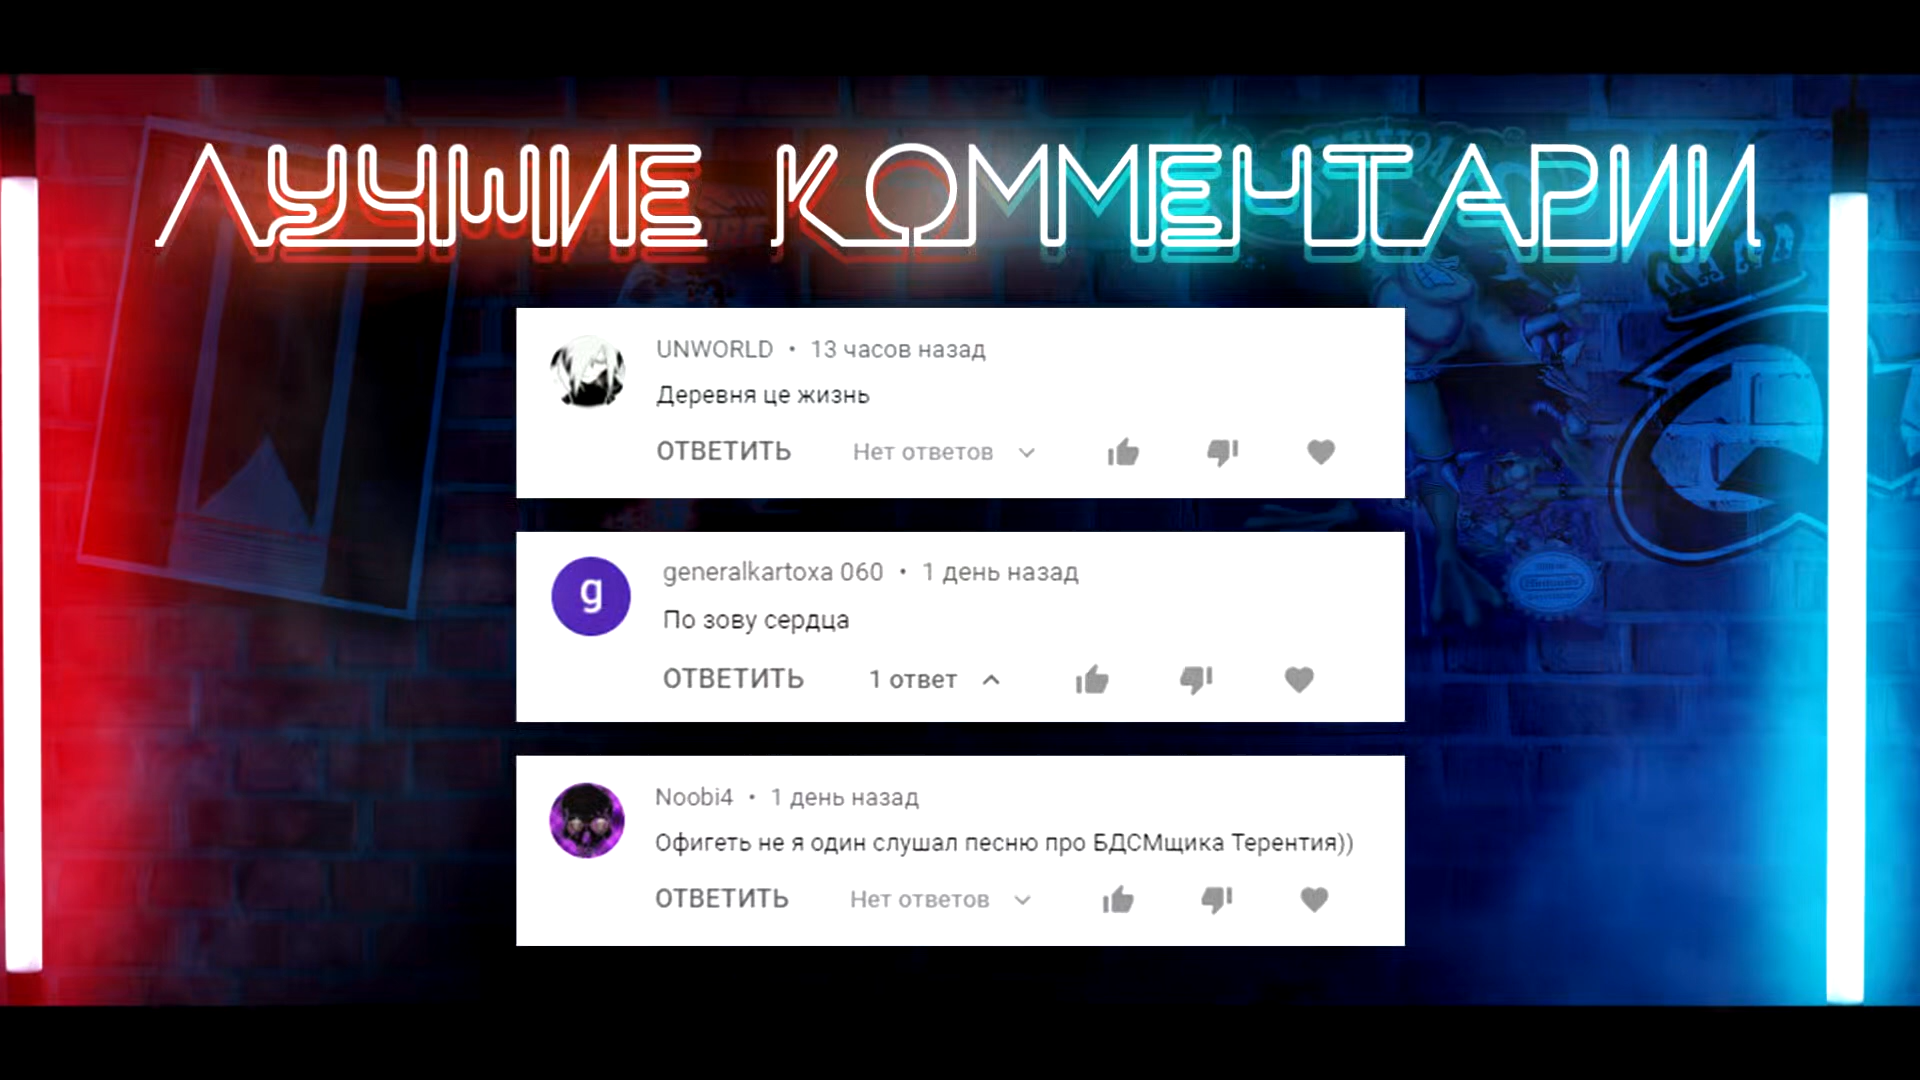 ЛУЧШИЕ КОММЕНТАРИИ
UNWORLD • 13 часов назад
Деревня це жизнь
ОТВЕТИТЬ Нет ответов
g
generalkartoxa 060 • 1 день назад
По зову сердца
ОТВЕТИТЬ 1 ответ
Noobi4 • 1 день назад
Офигеть не я один слушал песню про БДСМщика Терентия))
ОТВЕТИТЬ Нет ответов